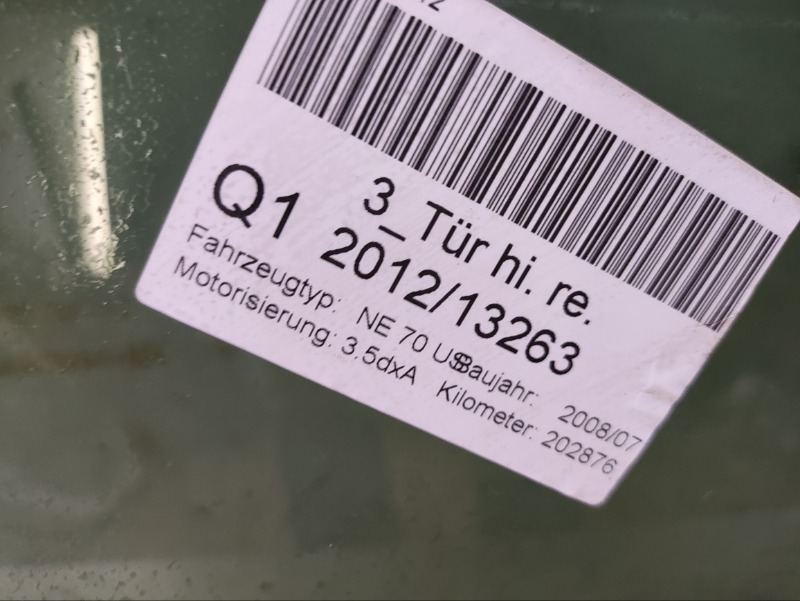 Q1 3_Tür hi. re.
2012/13263
Fahrzeugtyp: NE 70 US Baujahr: 2008/07
Motorisierung: 3.5dxA Kilometer: 202876